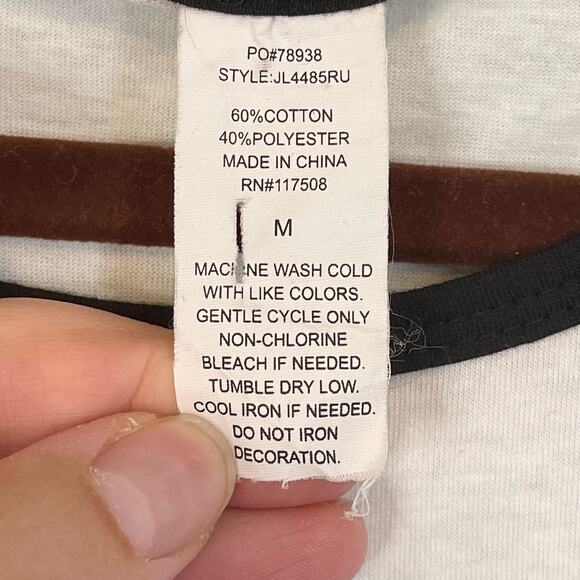 PO#78938
STYLE:JL4485RU
60%COTTON
40%POLYESTER
MADE IN CHINA
RN#117508
M
MACHINE WASH COLD
WITH LIKE COLORS.
GENTLE CYCLE ONLY
NON-CHLORINE
BLEACH IF NEEDED.
TUMBLE DRY LOW.
COOL IRON IF NEEDED.
DO NOT IRON
DECORATION.